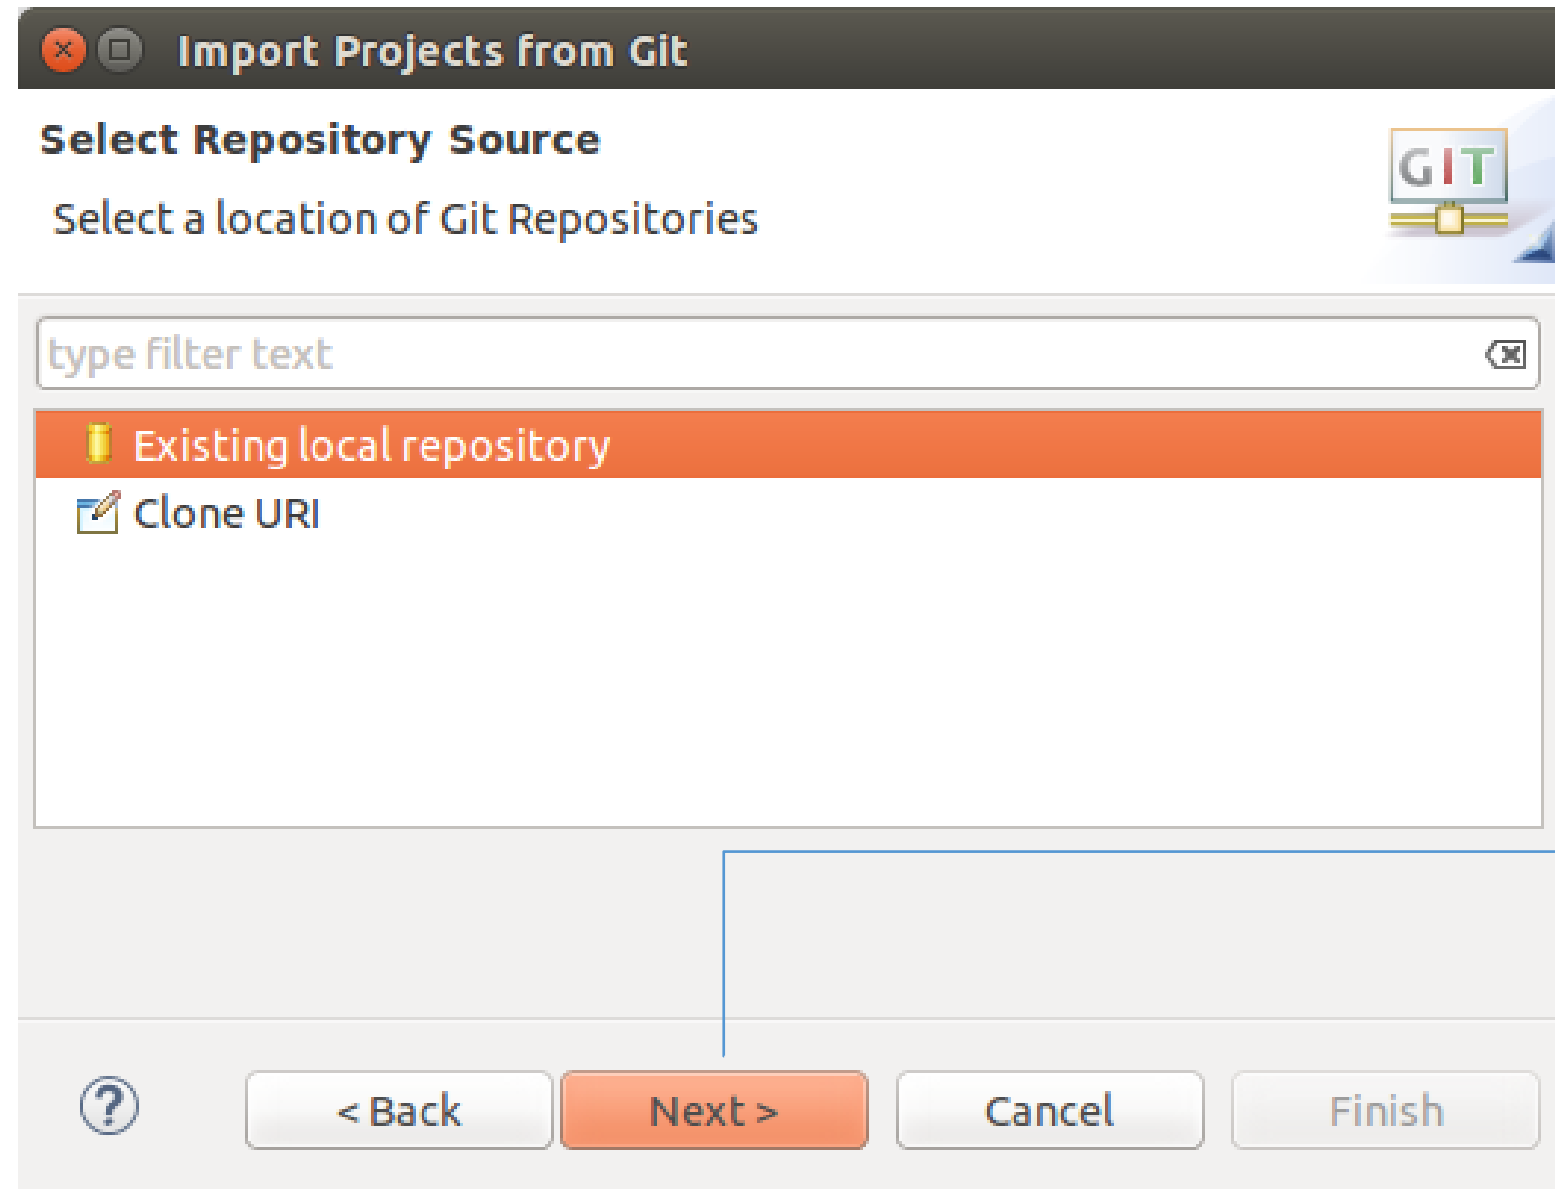 Import Projects from Git
Select Repository Source
Select a location of Git Repositories
GIT
type filter text
Existing local repository
Clone URI
?
< Back
Next >
Cancel
Finish